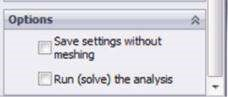 Options
Save settings without
meshing
Run (solve) the analysis